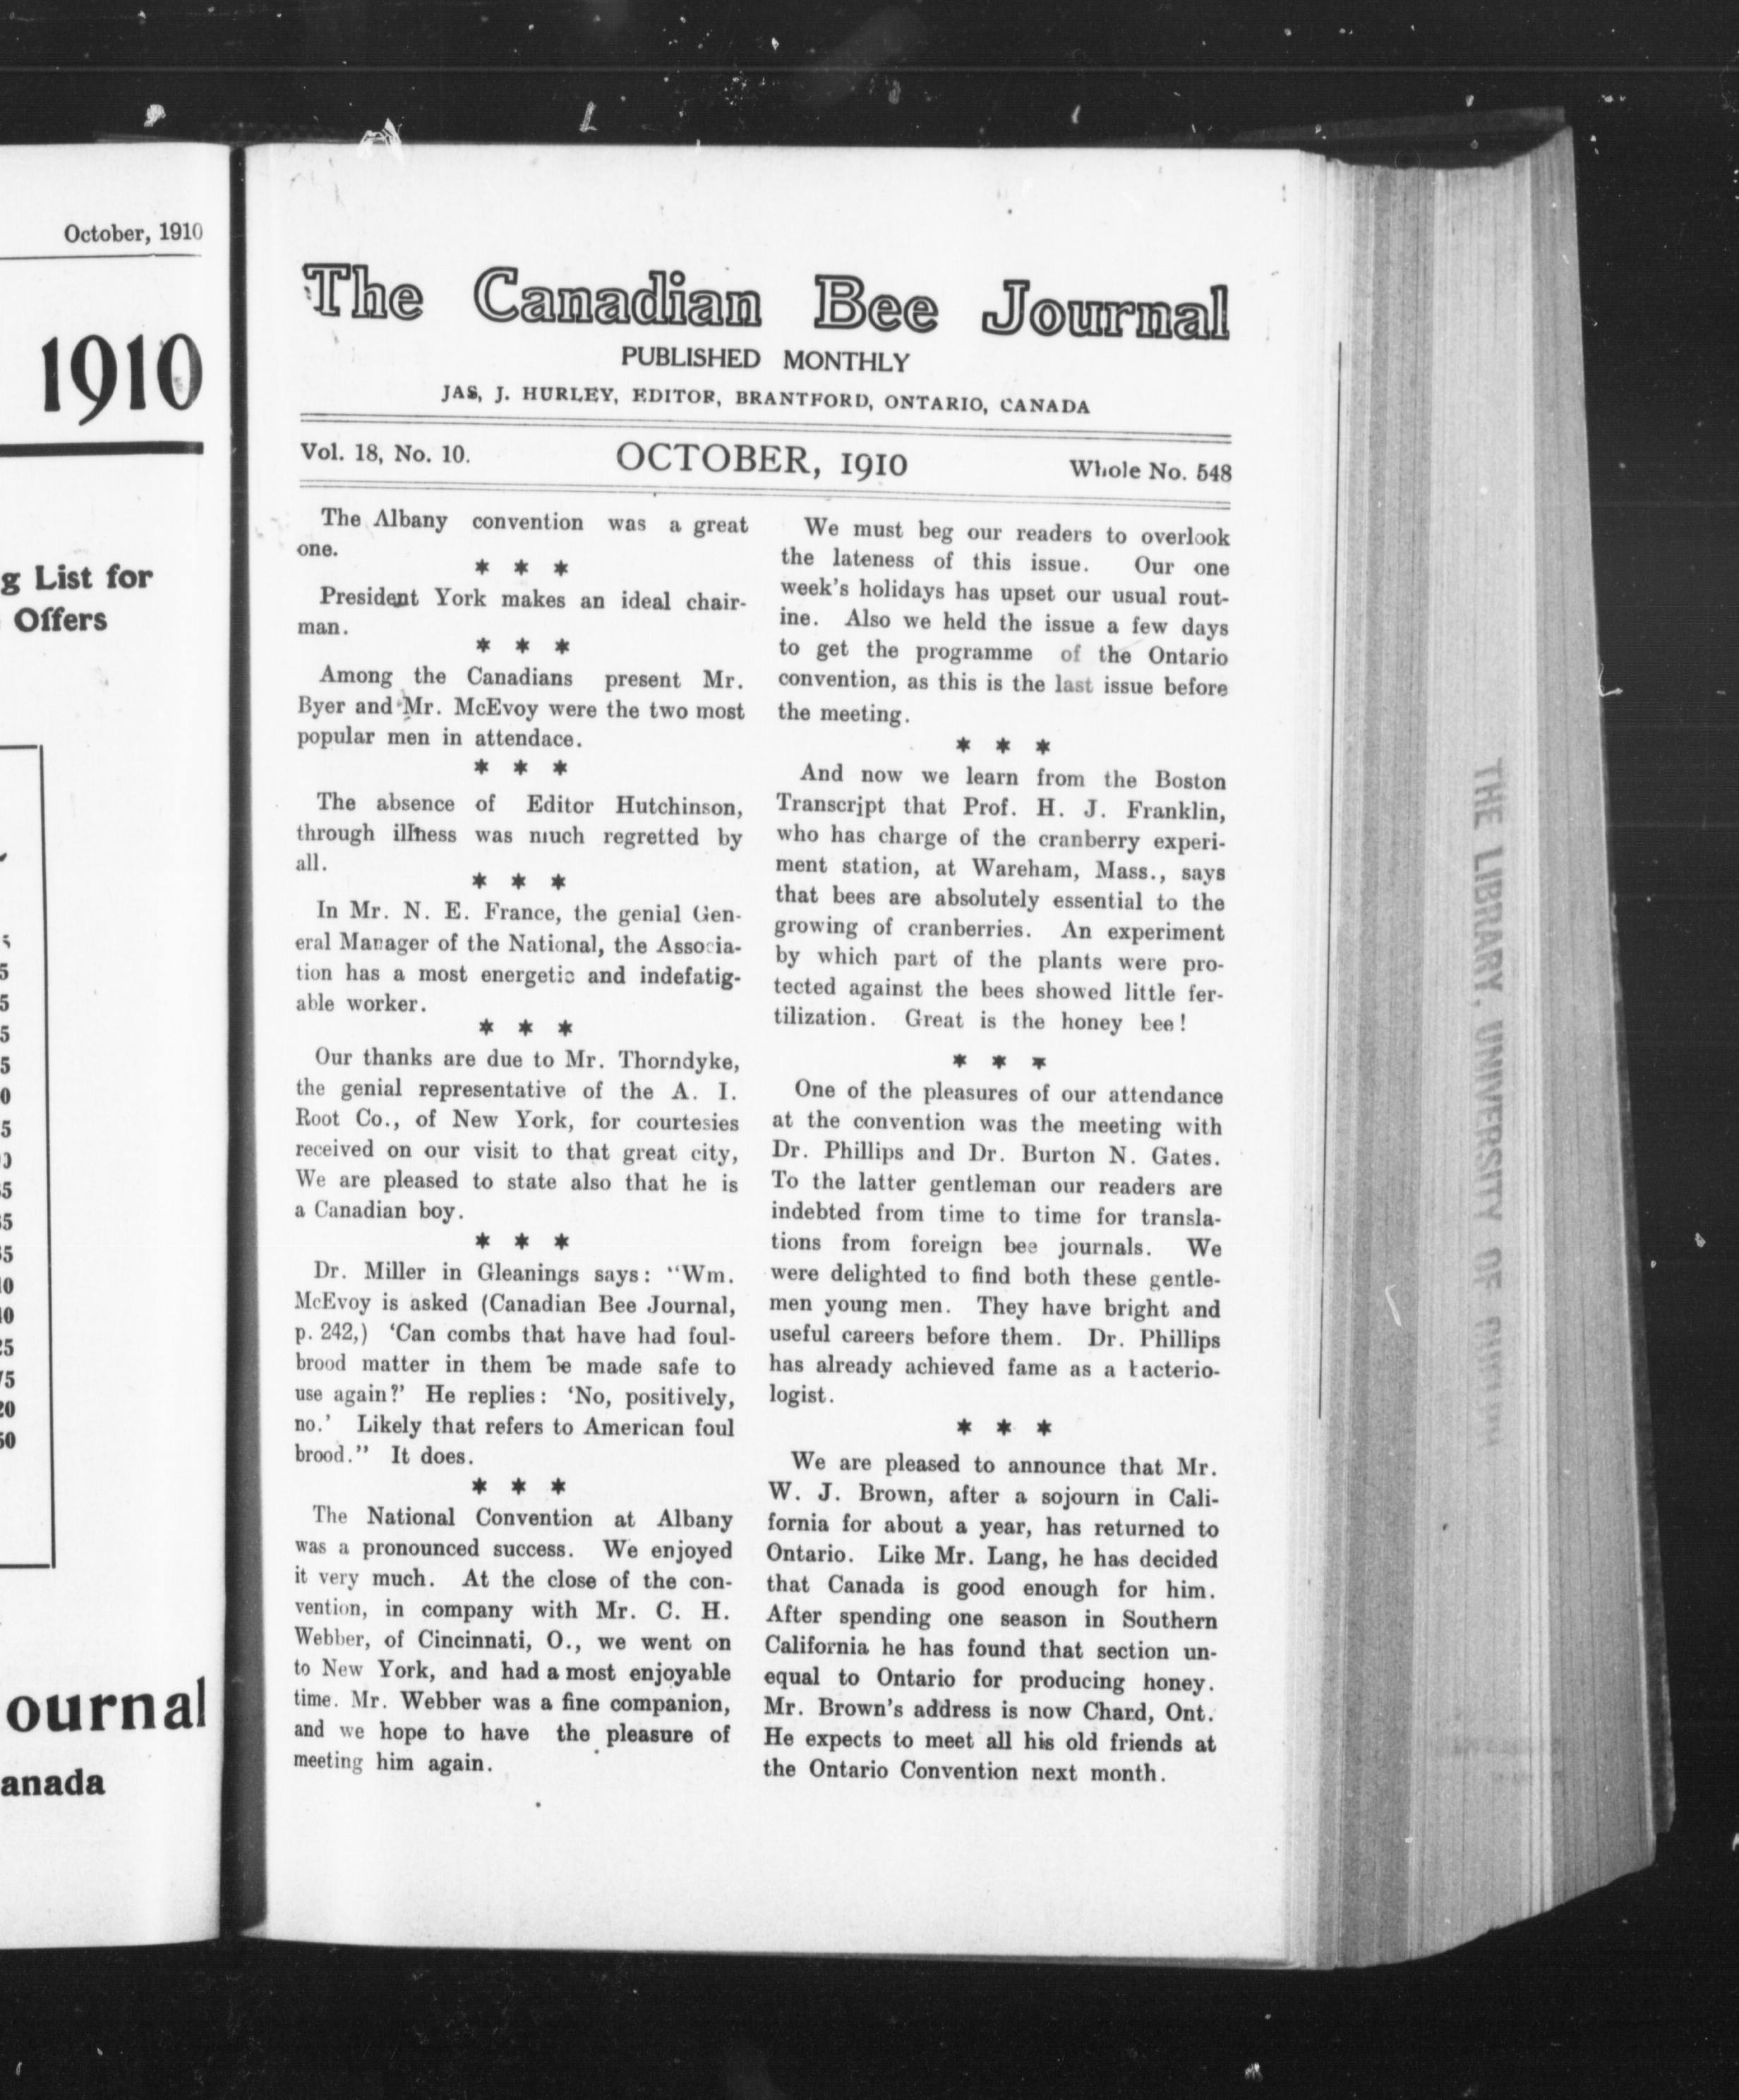 October, 1910
1910
g List for
Offers
5
5
5
5
0
5
5
5
5
10
10
25
75
20
50
ournal
anada
The Canadian Bee Journal
PUBLISHED MONTHLY
JAS, J. HURLEY, EDITOR, BRANTFORD, ONTARIO, CANADA
Vol. 18, No. 10. OCTOBER, 1910 Whole No. 548
The Albany convention was a great
one.
* * *
President York makes an ideal chair-
man.
* * *
Among the Canadians present Mr.
Byer and Mr. McEvoy were the two most
popular men in attendace.
* * *
The absence of Editor Hutchinson,
through illness was much regretted by
all.
* * *
In Mr. N. E. France, the genial Gen-
eral Manager of the National, the Associa-
tion has a most energetic and indefatig-
able worker.
* * *
Our thanks are due to Mr. Thorndyke,
the genial representative of the A. I.
Root Co., of New York, for courtesies
received on our visit to that great city,
We are pleased to state also that he is
a Canadian boy.
* * *
Dr. Miller in Gleanings says: "Wm.
McEvoy is asked (Canadian Bee Journal,
p. 242,) 'Can combs that have had foul-
brood matter in them be made safe to
use again?' He replies: 'No, positively,
no.' Likely that refers to American foul
brood." It does.
* * *
The National Convention at Albany
was a pronounced success. We enjoyed
it very much. At the close of the con-
vention, in company with Mr. C. H.
Webber, of Cincinnati, O., we went on
to New York, and had a most enjoyable
time. Mr. Webber was a fine companion,
and we hope to have the pleasure of
meeting him again.
We must beg our readers to overlook
the lateness of this issue. Our one
week's holidays has upset our usual rout-
ine. Also we held the issue a few days
to get the programme of the Ontario
convention, as this is the last issue before
the meeting.
* * *
And now we learn from the Boston
Transcript that Prof. H. J. Franklin,
who has charge of the cranberry experi-
ment station, at Wareham, Mass., says
that bees are absolutely essential to the
growing of cranberries. An experiment
by which part of the plants were pro-
tected against the bees showed little fer-
tilization. Great is the honey bee!
* * *
One of the pleasures of our attendance
at the convention was the meeting with
Dr. Phillips and Dr. Burton N. Gates.
To the latter gentleman our readers are
indebted from time to time for transla-
tions from foreign bee journals. We
were delighted to find both these gentle-
men young men. They have bright and
useful careers before them. Dr. Phillips
has already achieved fame as a bacterio-
logist.
* * *
We are pleased to announce that Mr.
W. J. Brown, after a sojourn in Cali-
fornia for about a year, has returned to
Ontario. Like Mr. Lang, he has decided
that Canada is good enough for him.
After spending one season in Southern
California he has found that section un-
equal to Ontario for producing honey.
Mr. Brown's address is now Chard, Ont.
He expects to meet all his old friends at
the Ontario Convention next month.
THE LIBRARY, UNIVERSITY OF